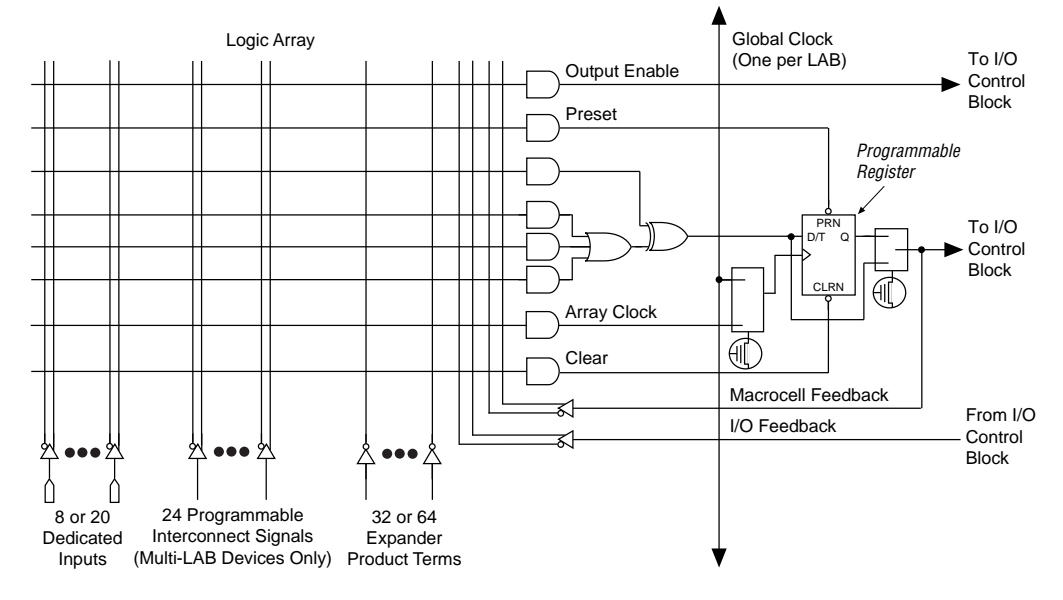 Logic Array
Global Clock
(One per LAB)
To I/O
Control
Block
Output Enable
Preset
Programmable
Register
PRN
D/T
Q
CLRN
To I/O
Control
Block
Array Clock
Clear
Macrocell Feedback
I/O Feedback
From I/O
Control
Block
8 or 20
Dedicated
Inputs
24 Programmable
Interconnect Signals
(Multi-LAB Devices Only)
32 or 64
Expander
Product Terms